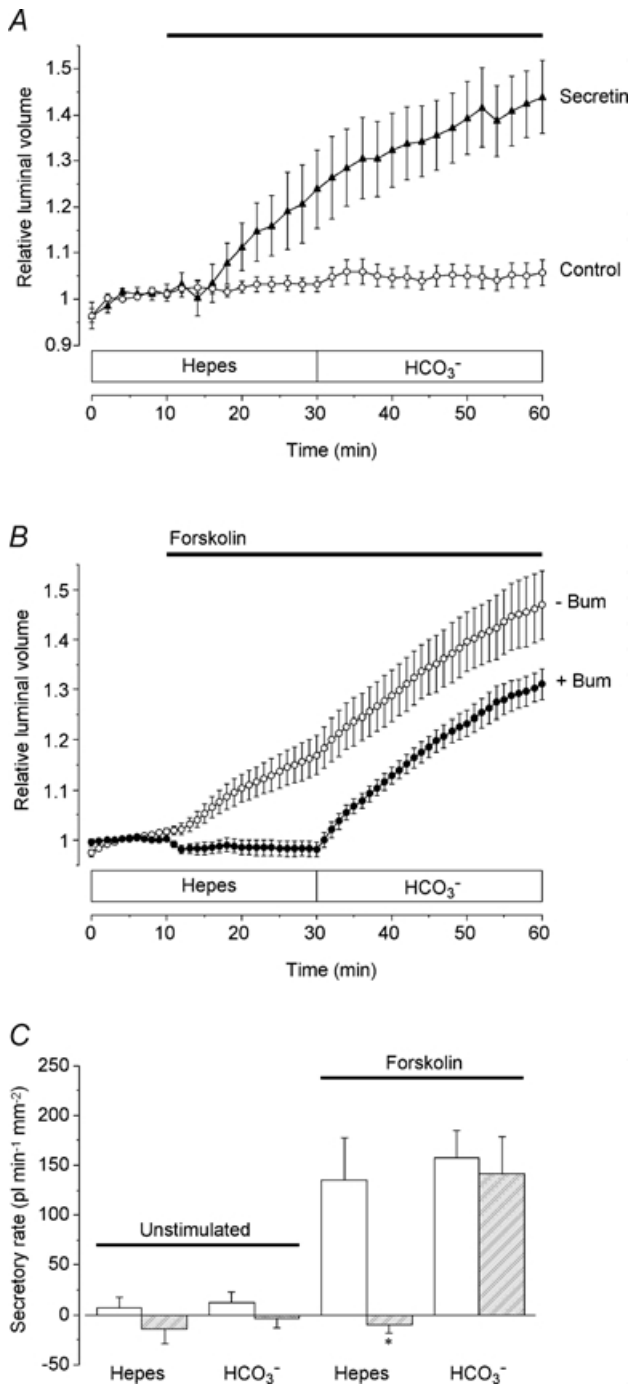 A
1.5
1.4
1.3
1.2
1.1
1
0.9
Relative luminal volume
Secretin
Control
Hepes
HCO₃⁻
0 10 20 30 40 50 60
Time (min)
B
Forskolin
1.5
1.4
1.3
1.2
1.1
1
Relative luminal volume
- Bum
+ Bum
Hepes
HCO₃⁻
0 10 20 30 40 50 60
Time (min)
C
250
200
150
100
50
0
-50
Secretory rate (pl min⁻¹ mm⁻²)
Forskolin
Unstimulated
*
Hepes HCO₃⁻ Hepes HCO₃⁻